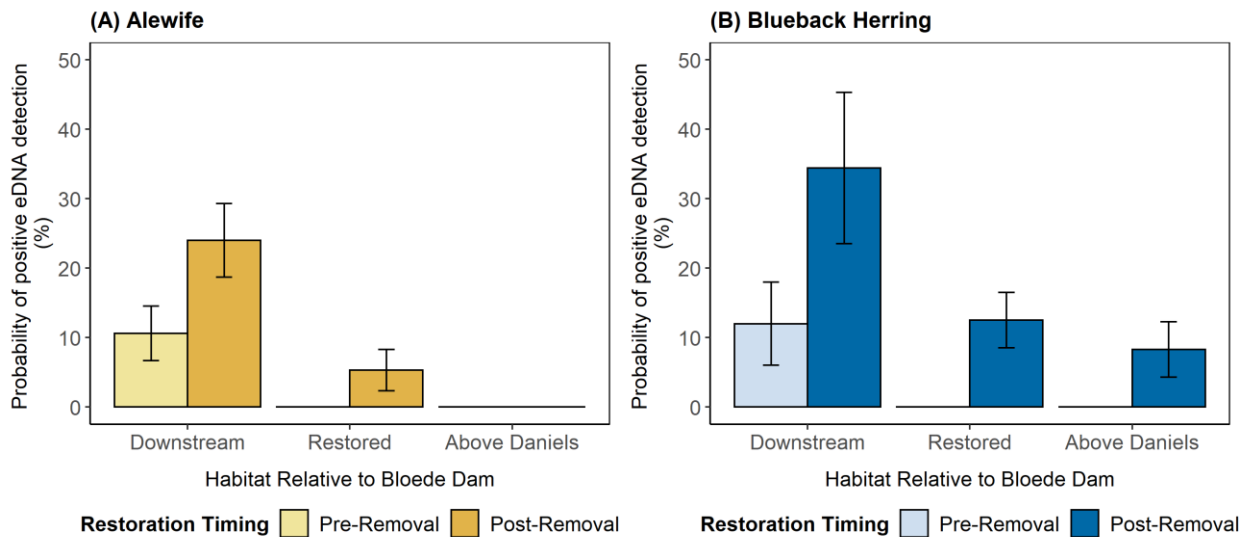 (A) Alewife
Probability of positive eDNA detection
(%)
50
40
30
20
10
0
Downstream
Restored
Above Daniels
Habitat Relative to Bloede Dam
Restoration Timing Pre-Removal Post-Removal
(B) Blueback Herring
Probability of positive eDNA detection
(%)
50
40
30
20
10
0
Downstream
Restored
Above Daniels
Habitat Relative to Bloede Dam
Restoration Timing Pre-Removal Post-Removal